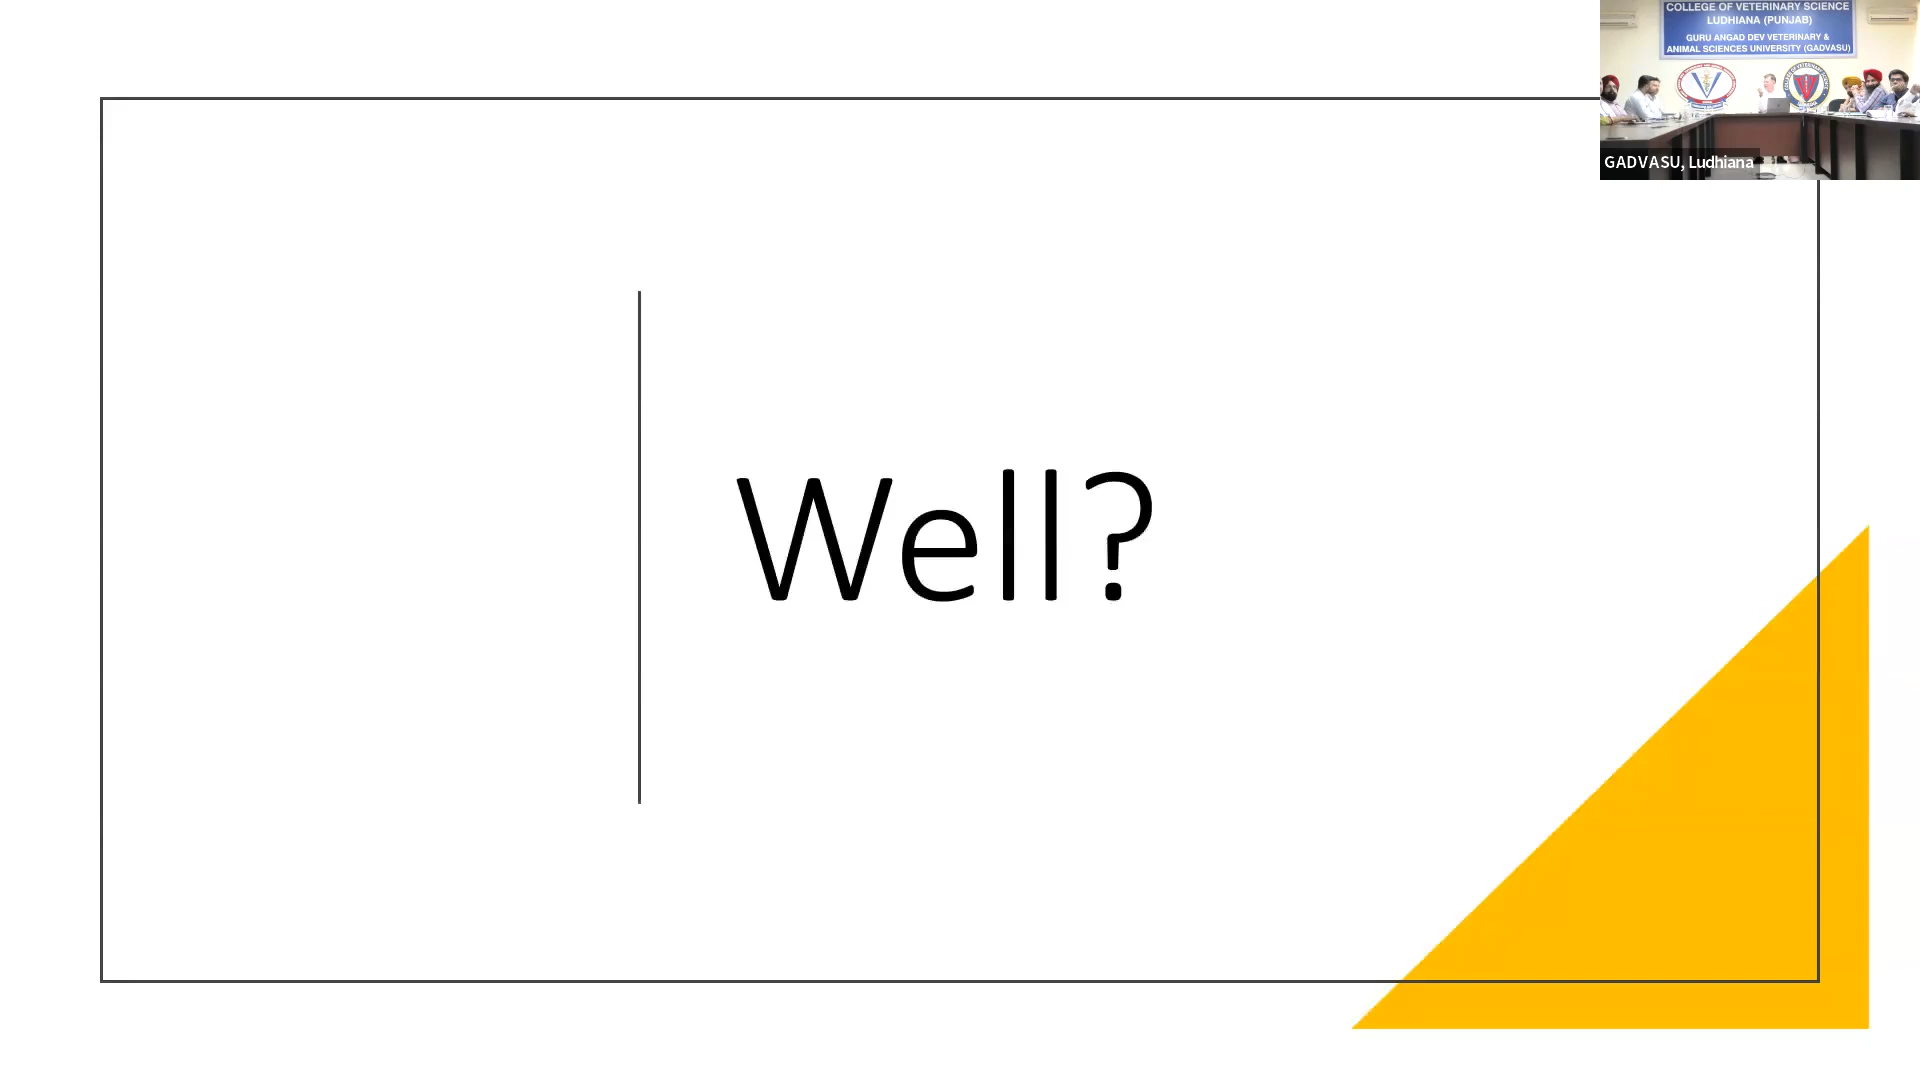 COLLEGE OF VETERINARY SCIENCE
LUDHIANA (PUNJAB)
GURU ANGAD DEV VETERINARY &
ANIMAL SCIENCES UNIVERSITY (GADVASU)
GADVASU, Ludhiana
Well?